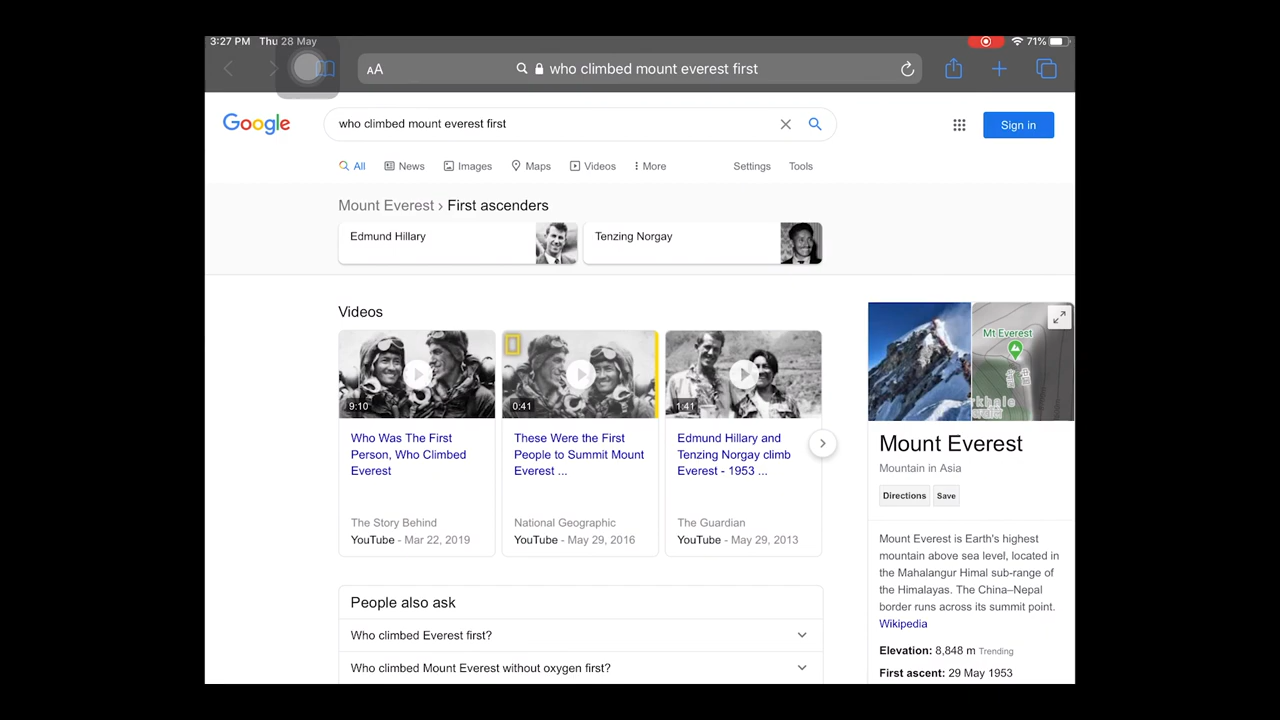 3:27 PM Thu 28 May
71%
AA
who climbed mount everest first
Google
who climbed mount everest first
Sign in
All
News
Images
Maps
Videos
More
Settings
Tools
Mount Everest › First ascenders
Edmund Hillary
Tenzing Norgay
Videos
9:10
0:41
1:41
Who Was The First
Person, Who Climbed
Everest
The Story Behind
YouTube - Mar 22, 2019
These Were the First
People to Summit Mount
Everest ...
National Geographic
YouTube - May 29, 2016
Edmund Hillary and
Tenzing Norgay climb
Everest - 1953 ...
The Guardian
YouTube - May 29, 2013
People also ask
Who climbed Everest first?
Who climbed Mount Everest without oxygen first?
Mt Everest
Mount Everest
Mountain in Asia
Directions
Save
Mount Everest is Earth's highest
mountain above sea level, located in
the Mahalangur Himal sub-range of
the Himalayas. The China–Nepal
border runs across its summit point.
Wikipedia
Elevation: 8,848 m Trending
First ascent: 29 May 1953